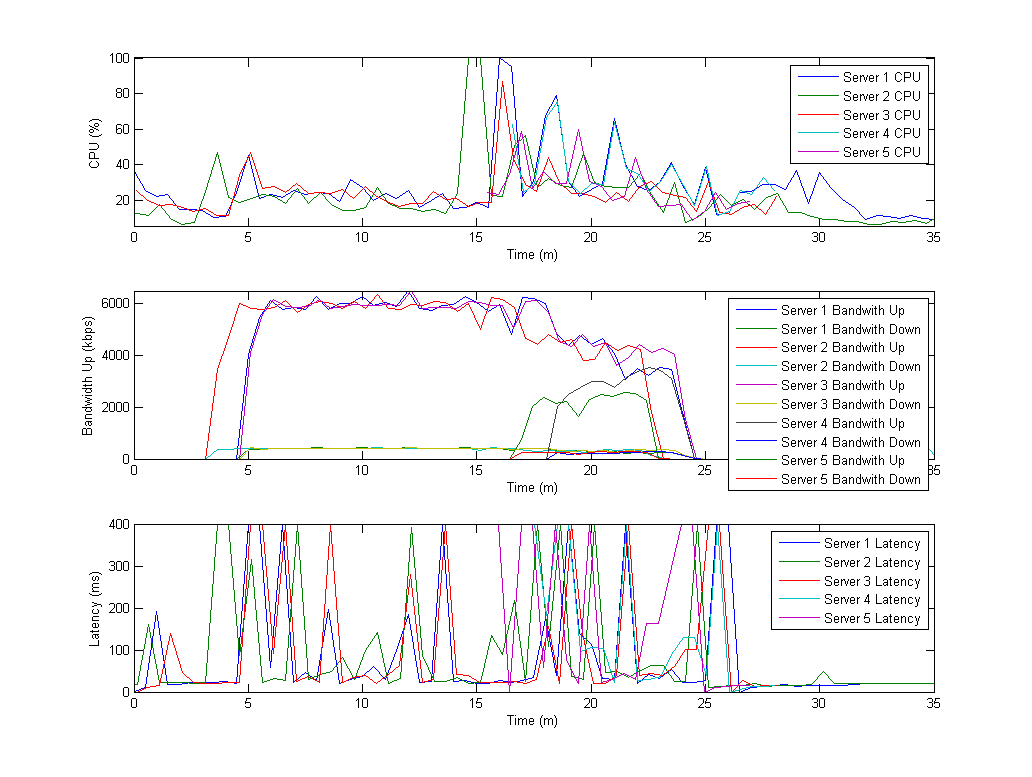 100
80
60
40
20
CPU (%)
0 5 10 15 20 25 30 35
Time (m)
Server 1 CPU
Server 2 CPU
Server 3 CPU
Server 4 CPU
Server 5 CPU
6000
4000
2000
0
Bandwidth Up (kbps)
0 5 10 15 20 25 35
Time (m)
Server 1 Bandwith Up
Server 1 Bandwith Down
Server 2 Bandwith Up
Server 2 Bandwith Down
Server 3 Bandwith Up
Server 3 Bandwith Down
Server 4 Bandwith Up
Server 4 Bandwith Down
Server 5 Bandwith Up
Server 5 Bandwith Down
400
300
200
100
0
Latency (ns)
0 5 10 15 20 25 30 35
Time (m)
Server 1 Latency
Server 2 Latency
Server 3 Latency
Server 4 Latency
Server 5 Latency